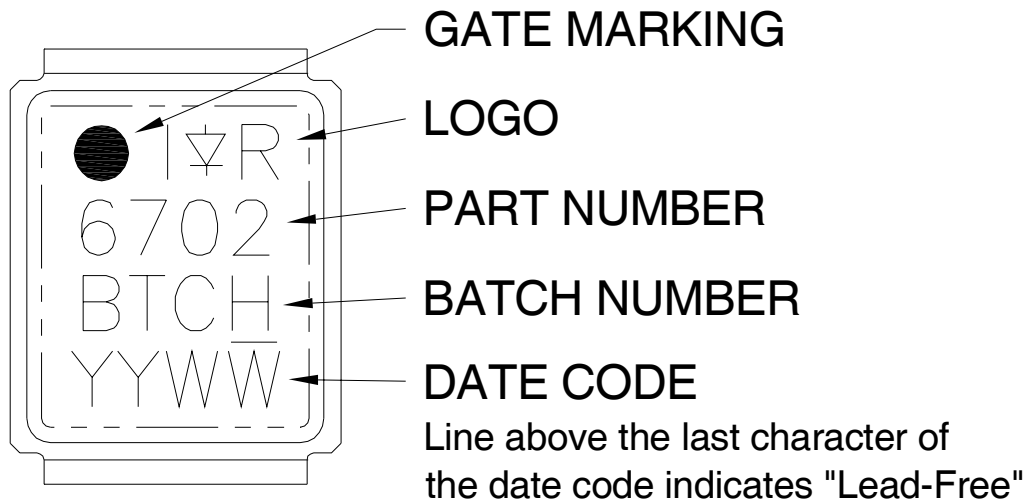 GATE MARKING
I R
LOGO
6702
PART NUMBER
BTCH
BATCH NUMBER
YYWW
DATE CODE
Line above the last character of
the date code indicates "Lead-Free"